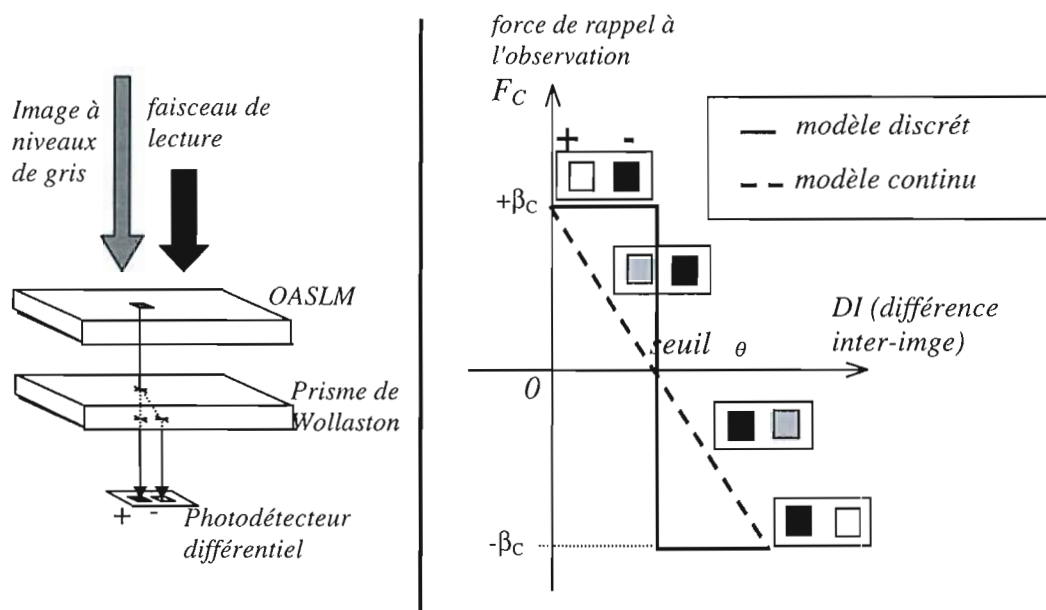 Image à
niveaux
de gris
faisceau de
lecture
OASLM
Prisme de
Wollaston
+ -
Photodétecteur
différentiel
force de rappel à
l'observation
F_C
modèle discrét
modèle continu
+ -
+β_C
DI (différence
inter-imge)
seuil θ
0
-β_C